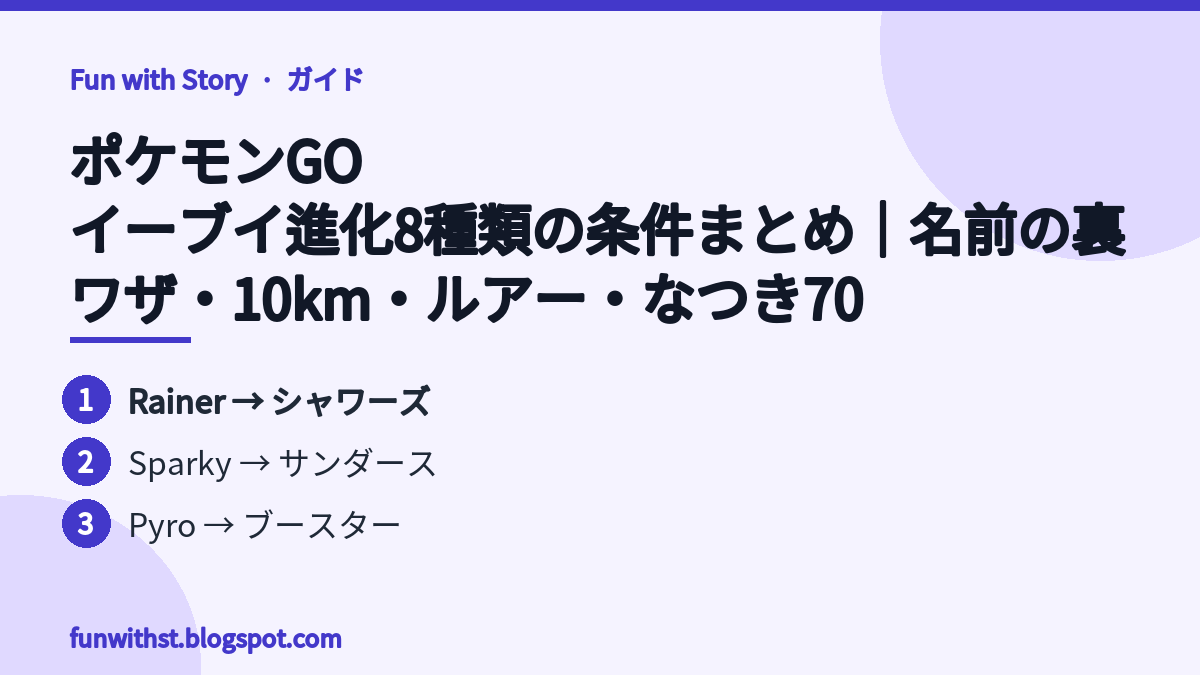 Fun with Story ・ ガイド
ポケモンGO
イーブイ進化8種類の条件まとめ｜名前の裏
ワザ・10km・ルアー・なつき70
1 Rainer → シャワーズ
2 Sparky → サンダース
3 Pyro → ブースター
funwithst.blogspot.com